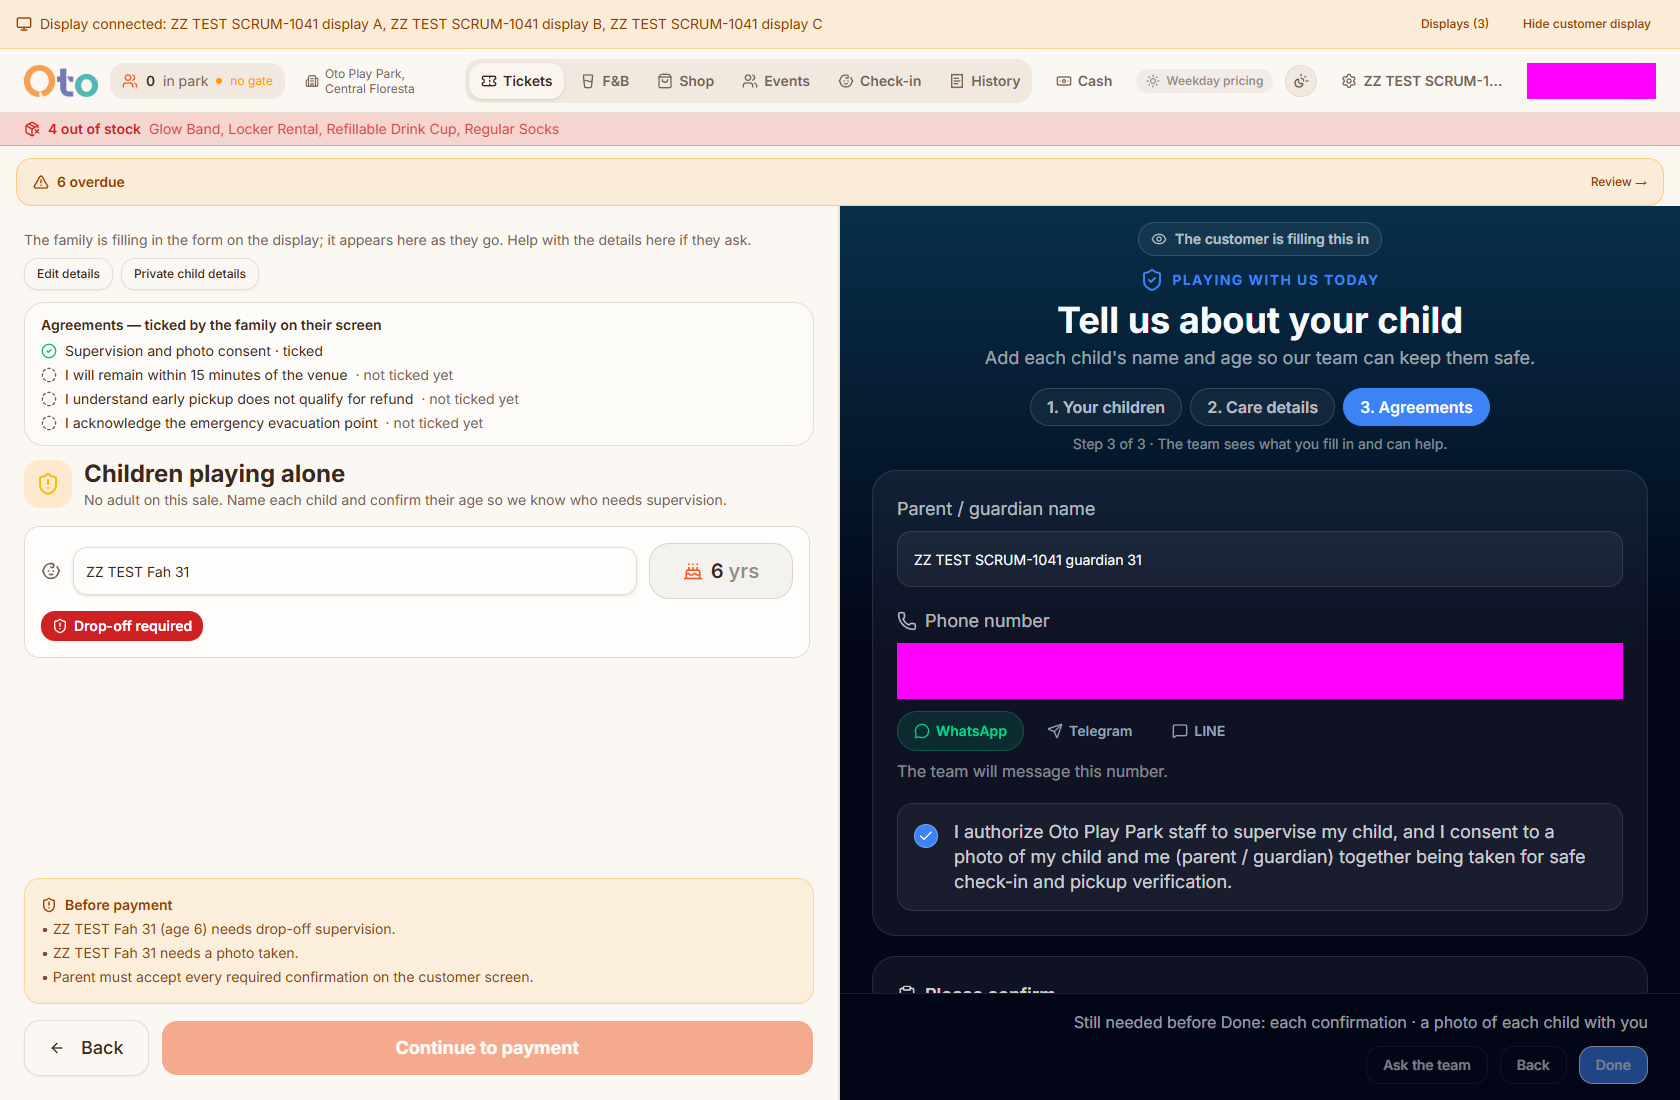 Display connected: ZZ TEST SCRUM-1041 display A, ZZ TEST SCRUM-1041 display B, ZZ TEST SCRUM-1041 display C
Displays (3)
Hide customer display
Oto
0 in park • no gate
Oto Play Park,
Central Floresta
Tickets
F&B
Shop
Events
Check-in
History
Cash
Weekday pricing
ZZ TEST SCRUM-1...
4 out of stock Glow Band, Locker Rental, Refillable Drink Cup, Regular Socks
6 overdue
Review →
The family is filling in the form on the display; it appears here as they go. Help with the details here if they ask.
Edit details
Private child details
Agreements — ticked by the family on their screen
Supervision and photo consent · ticked
I will remain within 15 minutes of the venue · not ticked yet
I understand early pickup does not qualify for refund · not ticked yet
I acknowledge the emergency evacuation point · not ticked yet
Children playing alone
No adult on this sale. Name each child and confirm their age so we know who needs supervision.
ZZ TEST Fah 31
6 yrs
Drop-off required
Before payment
• ZZ TEST Fah 31 (age 6) needs drop-off supervision.
• ZZ TEST Fah 31 needs a photo taken.
• Parent must accept every required confirmation on the customer screen.
← Back
Continue to payment
The customer is filling this in
PLAYING WITH US TODAY
Tell us about your child
Add each child's name and age so our team can keep them safe.
1. Your children
2. Care details
3. Agreements
Step 3 of 3 · The team sees what you fill in and can help.
Parent / guardian name
ZZ TEST SCRUM-1041 guardian 31
Phone number
WhatsApp
Telegram
LINE
The team will message this number.
I authorize Oto Play Park staff to supervise my child, and I consent to a
photo of my child and me (parent / guardian) together being taken for safe
check-in and pickup verification.
Please confirm
Still needed before Done: each confirmation · a photo of each child with you
Ask the team
Back
Done